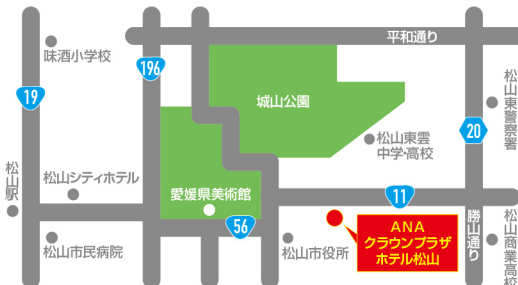 平和通り
味酒小学校
196
19
城山公園
松山東警察署
20
松山東雲
中学・高校
松山駅
松山シティホテル
愛媛県美術館
11
56
ANA
クラウンプラザ
ホテル松山
勝山通り
松山商業高校
松山市民病院
松山市役所